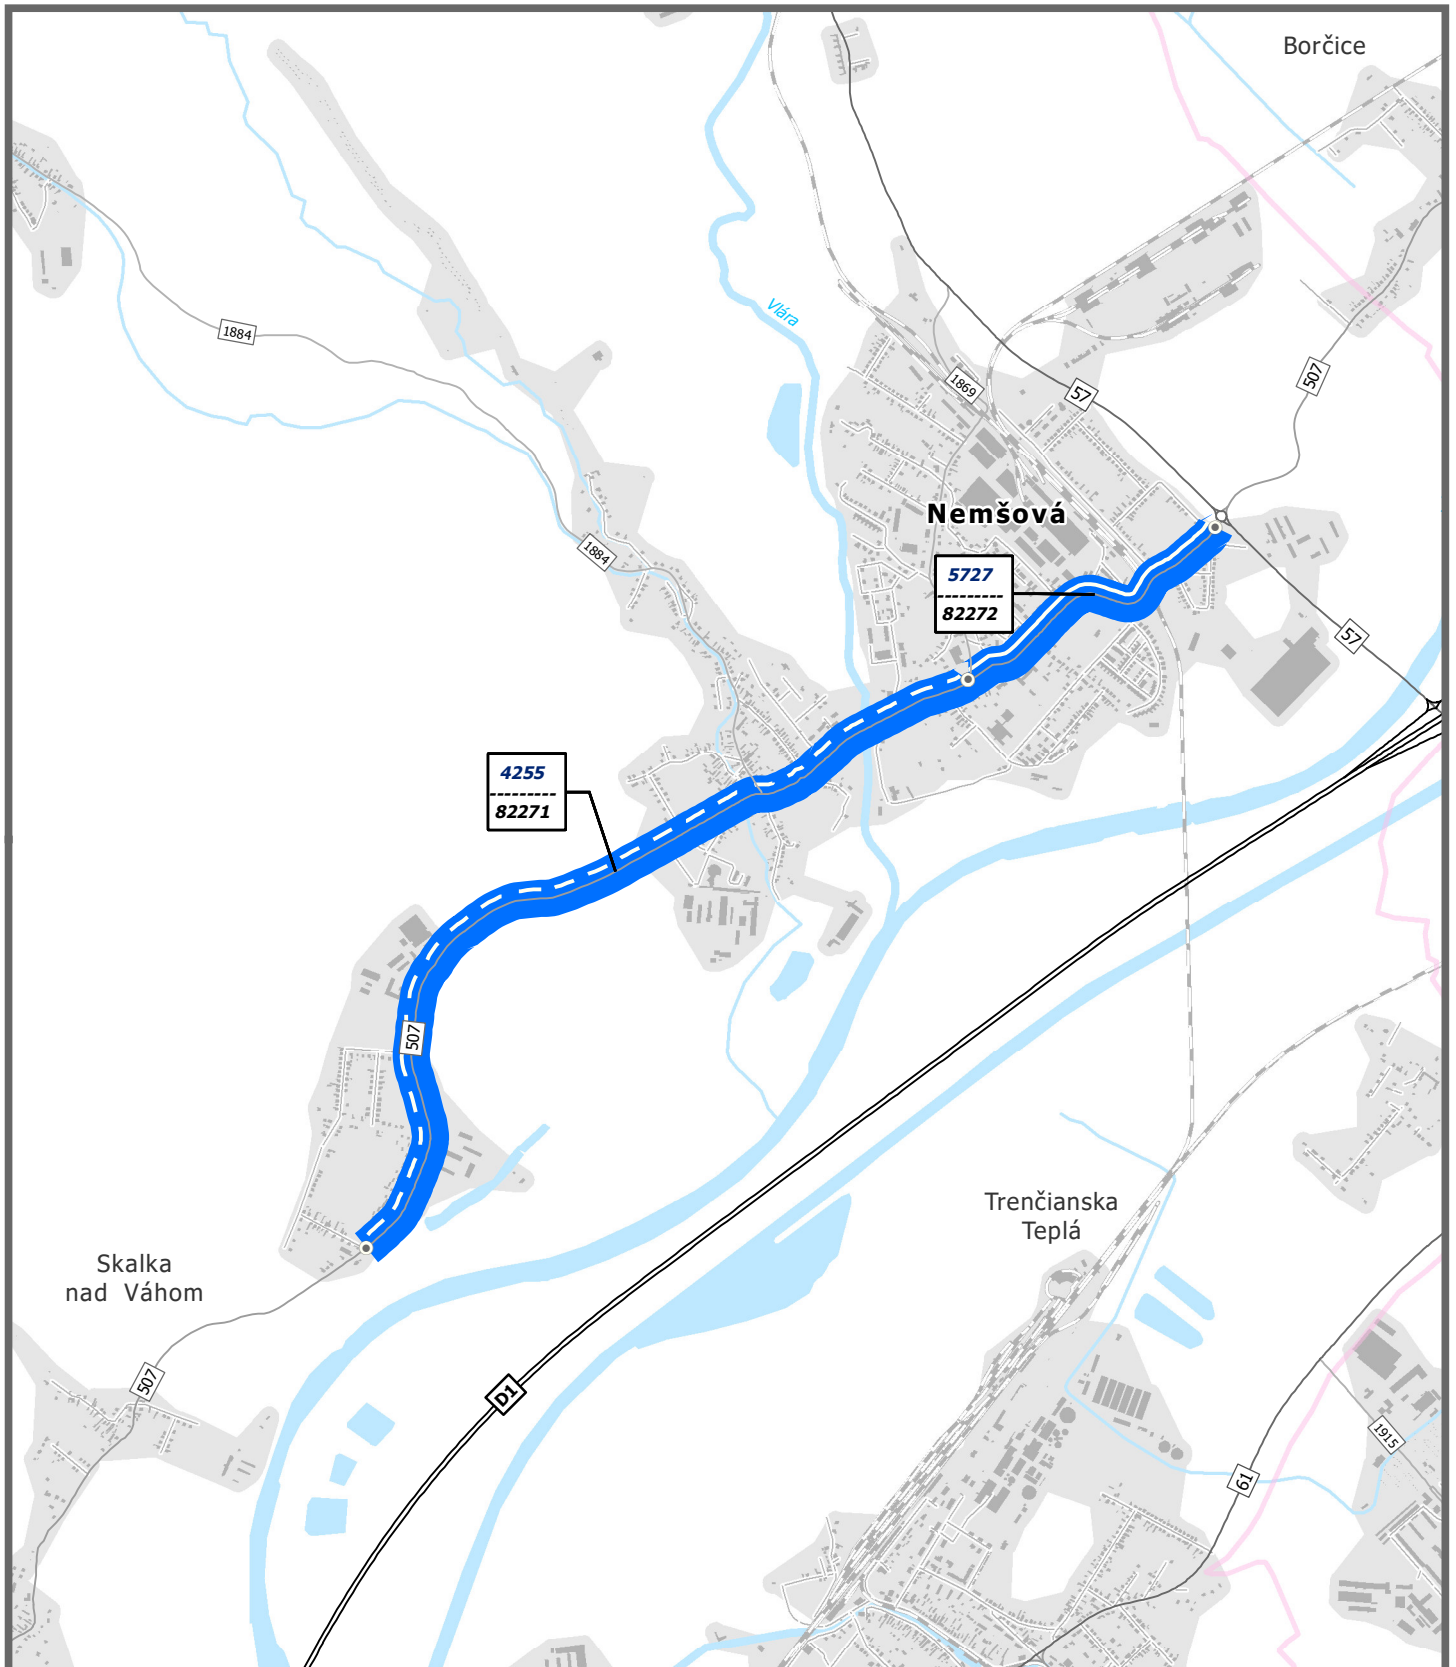 Borčice
Vlára
1884
1869
57
507
Nemšová
1884
5727
---------
82272
57
4255
---------
82271
507
Trenčianska
Teplá
Skalka
nad Váhom
507
D1
1915
61